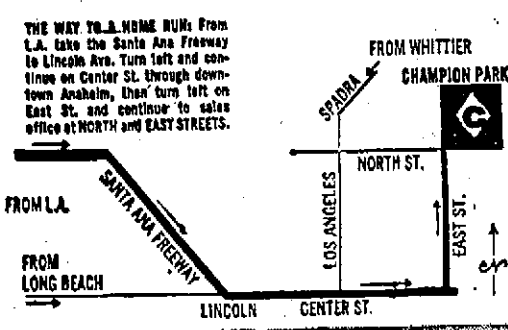 THE WAY TO A HOME RUN: From
L.A. take the Santa Ana Freeway
to Lincoln Ave. Turn left and con-
tinue on Center St. through down-
town Anaheim, then turn left on
East St. and continue to sales
office at NORTH and EAST STREETS.
FROM WHITTIER
CHAMPION PARK
SPADRA
C
NORTH ST.
SANTA ANA FREEWAY
FROM L.A.
LOS ANGELES
EAST ST.
N
FROM
LONG BEACH
LINCOLN
CENTER ST.